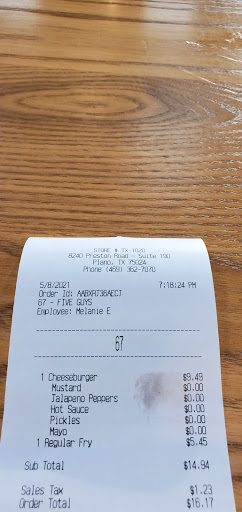 STORE # TX-1020
8240 Preston Road - Suite 190
Plano, TX 75024
Phone (469) 362-7070
5/8/2021 7:18:24 PM
Order Id: AABXR736AECT
67 - FIVE GUYS
Employee: Melanie E
67
1 Cheeseburger $9.49
Mustard $0.00
Jalapeno Peppers $0.00
Hot Sauce $0.00
Pickles $0.00
Mayo $0.00
1 Regular Fry $5.45
Sub Total $14.94
Sales Tax $1.23
Order Total $16.17